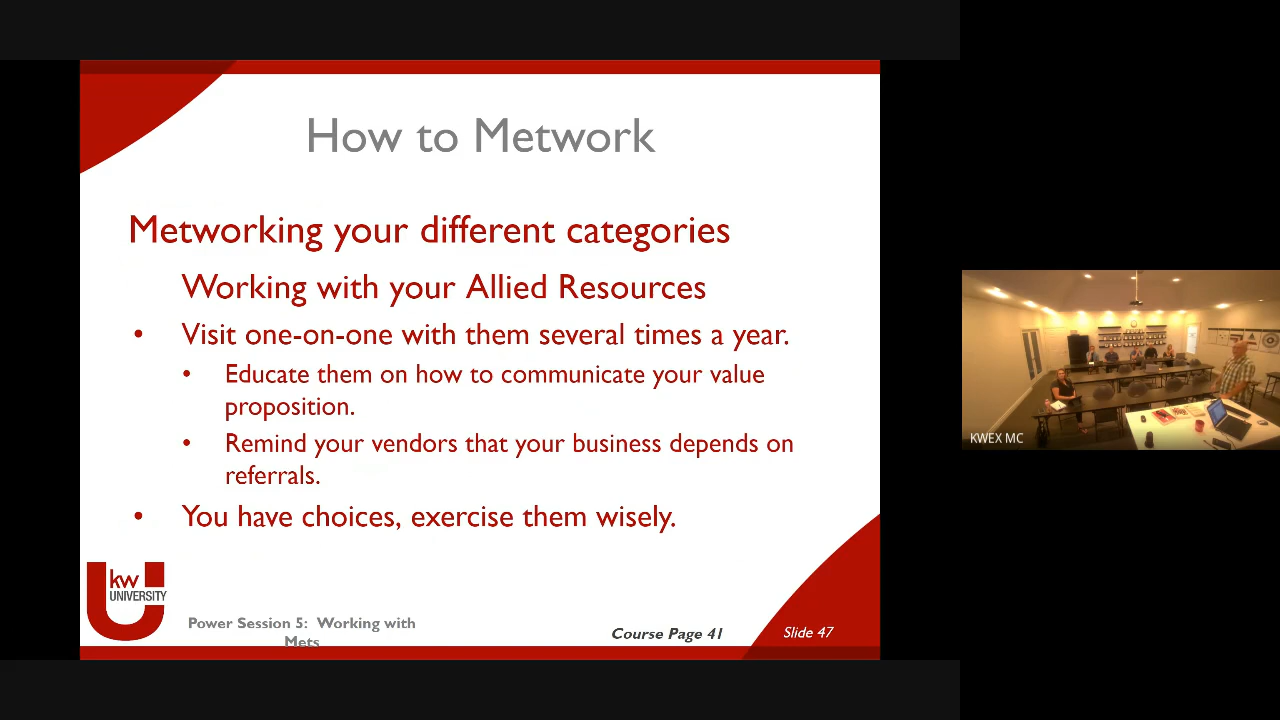 How to Metwork
Metworking your different categories
Working with your Allied Resources
• Visit one-on-one with them several times a year.
• Educate them on how to communicate your value
proposition.
• Remind your vendors that your business depends on
referrals.
• You have choices, exercise them wisely.
kw
UNIVERSITY
Power Session 5: Working with
Mets
Course Page 41
Slide 47
KWEX MC